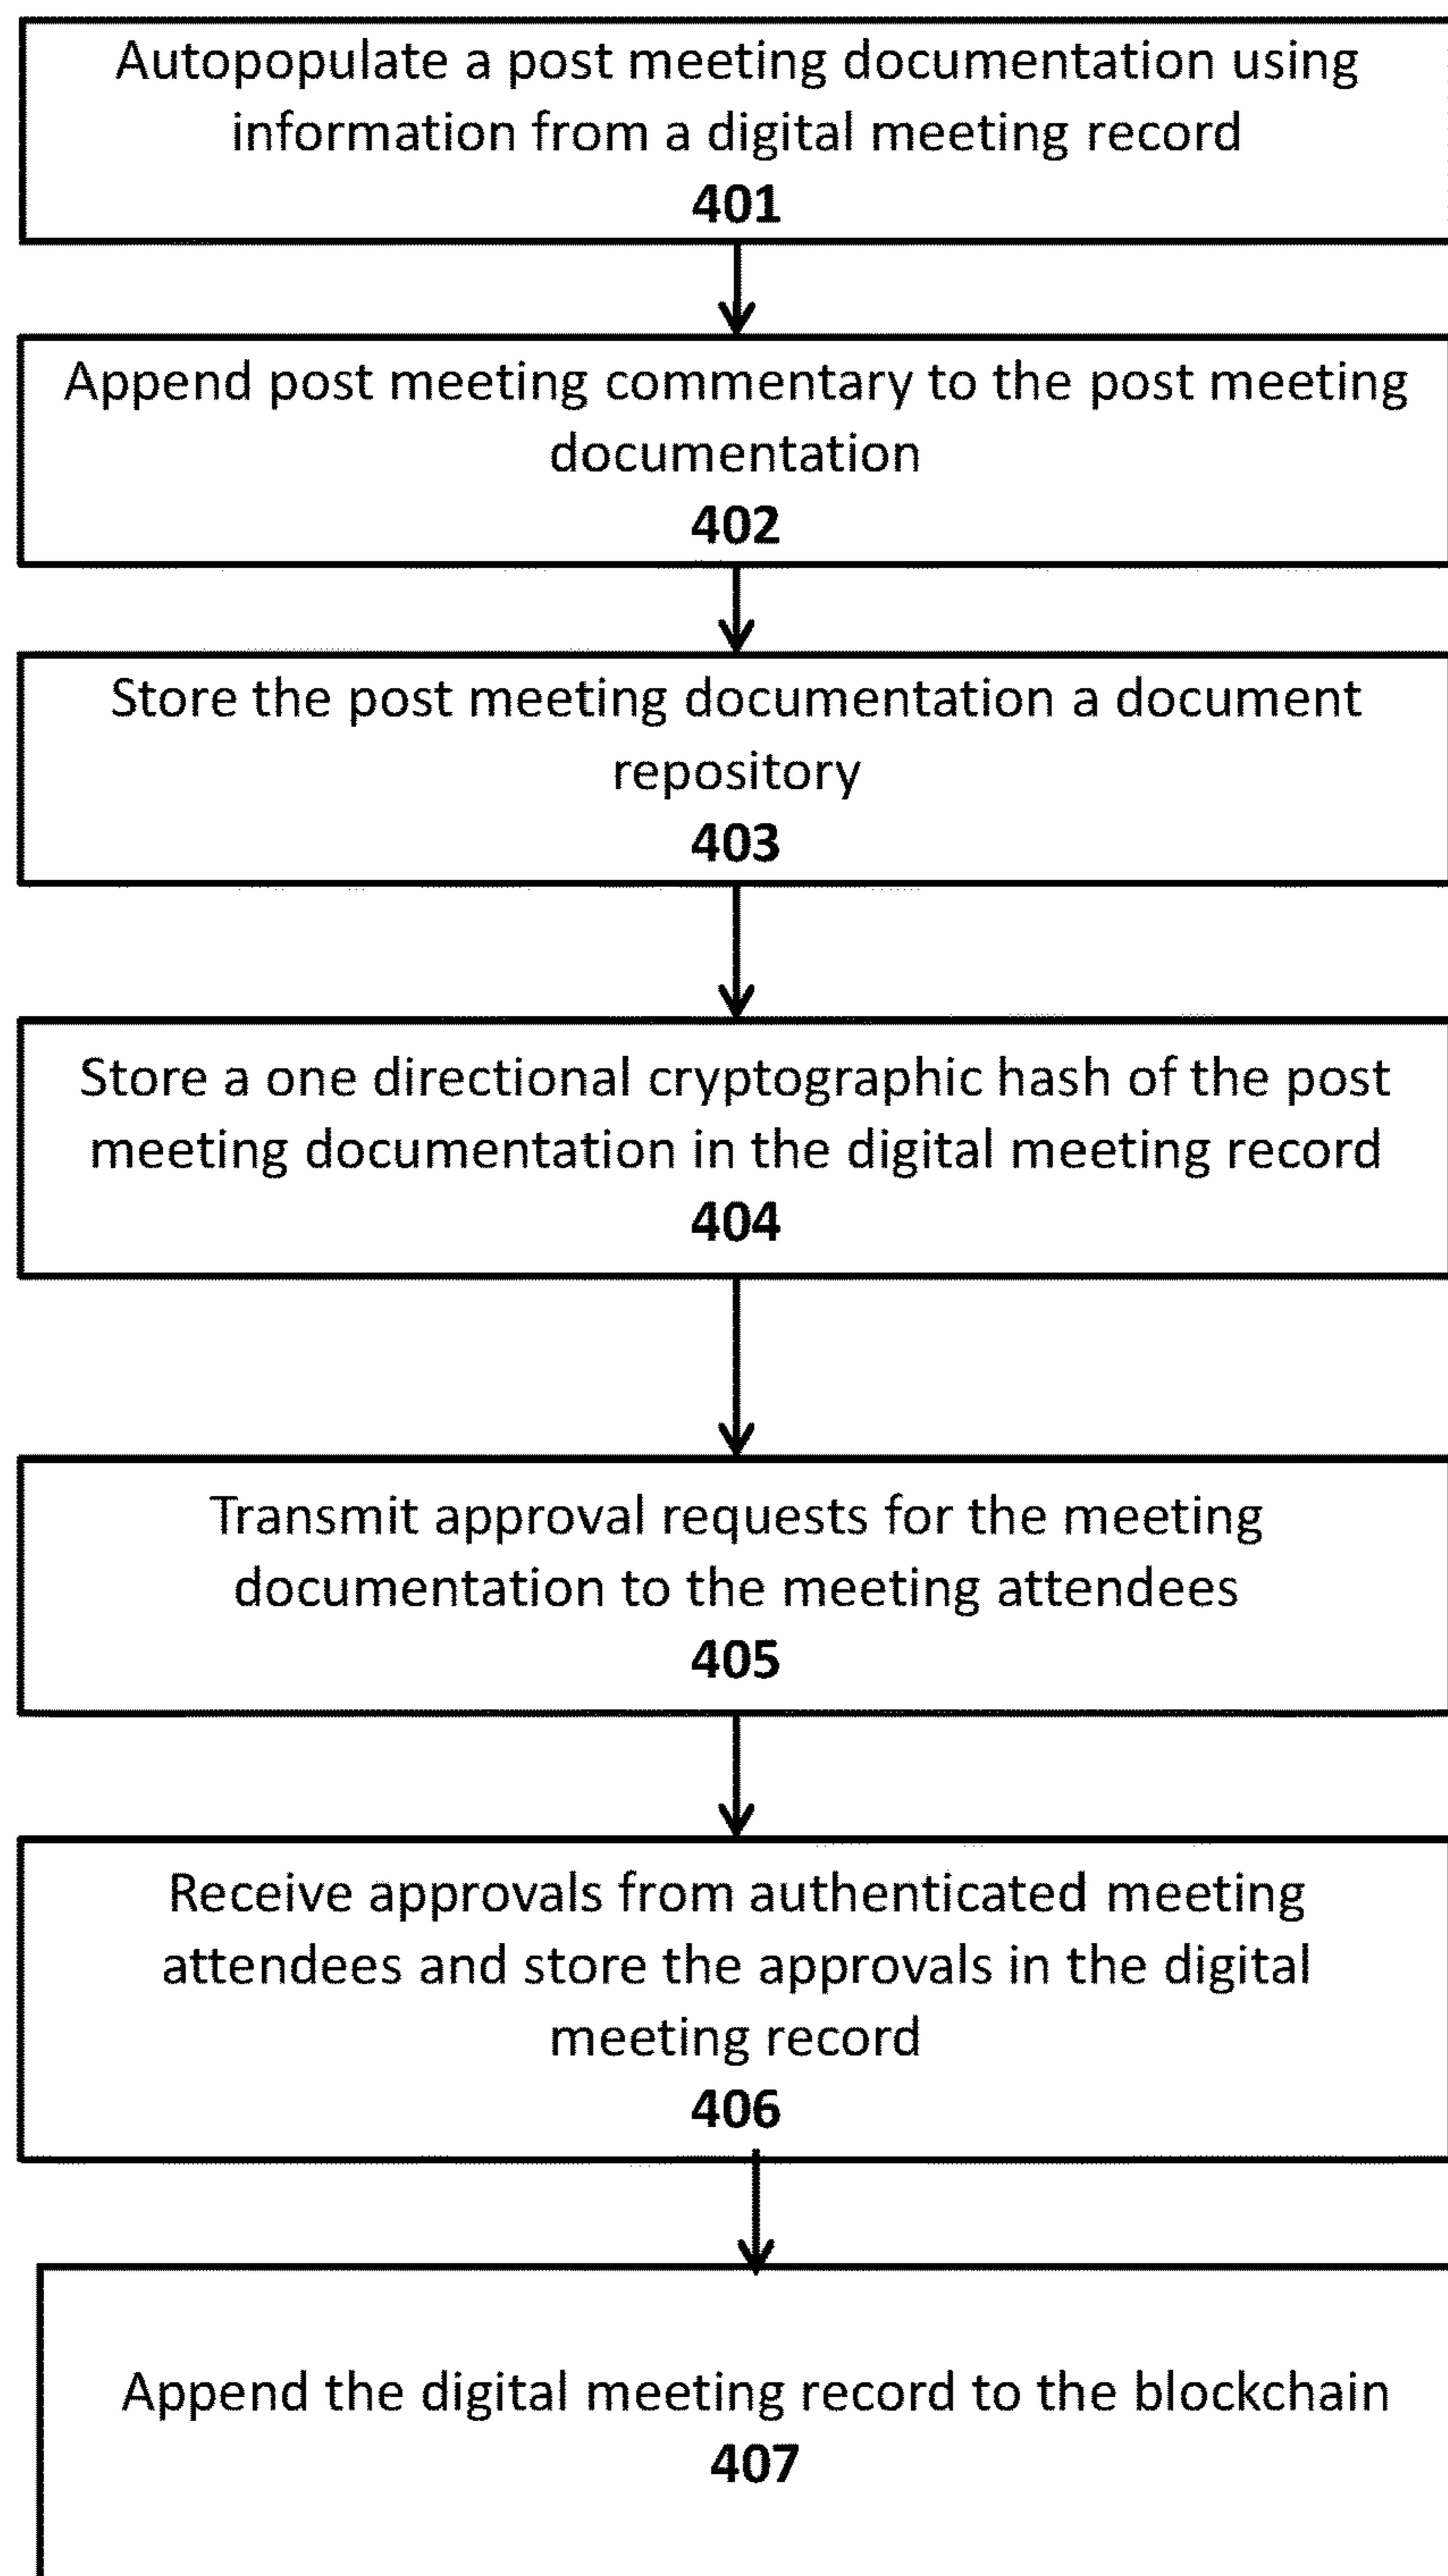 Autopopulate a post meeting documentation using
information from a digital meeting record
401
Append post meeting commentary to the post meeting
documentation
402
Store the post meeting documentation a document
repository
403
Store a one directional cryptographic hash of the post
meeting documentation in the digital meeting record
404
Transmit approval requests for the meeting
documentation to the meeting attendees
405
Receive approvals from authenticated meeting
attendees and store the approvals in the digital
meeting record
406
Append the digital meeting record to the blockchain
407